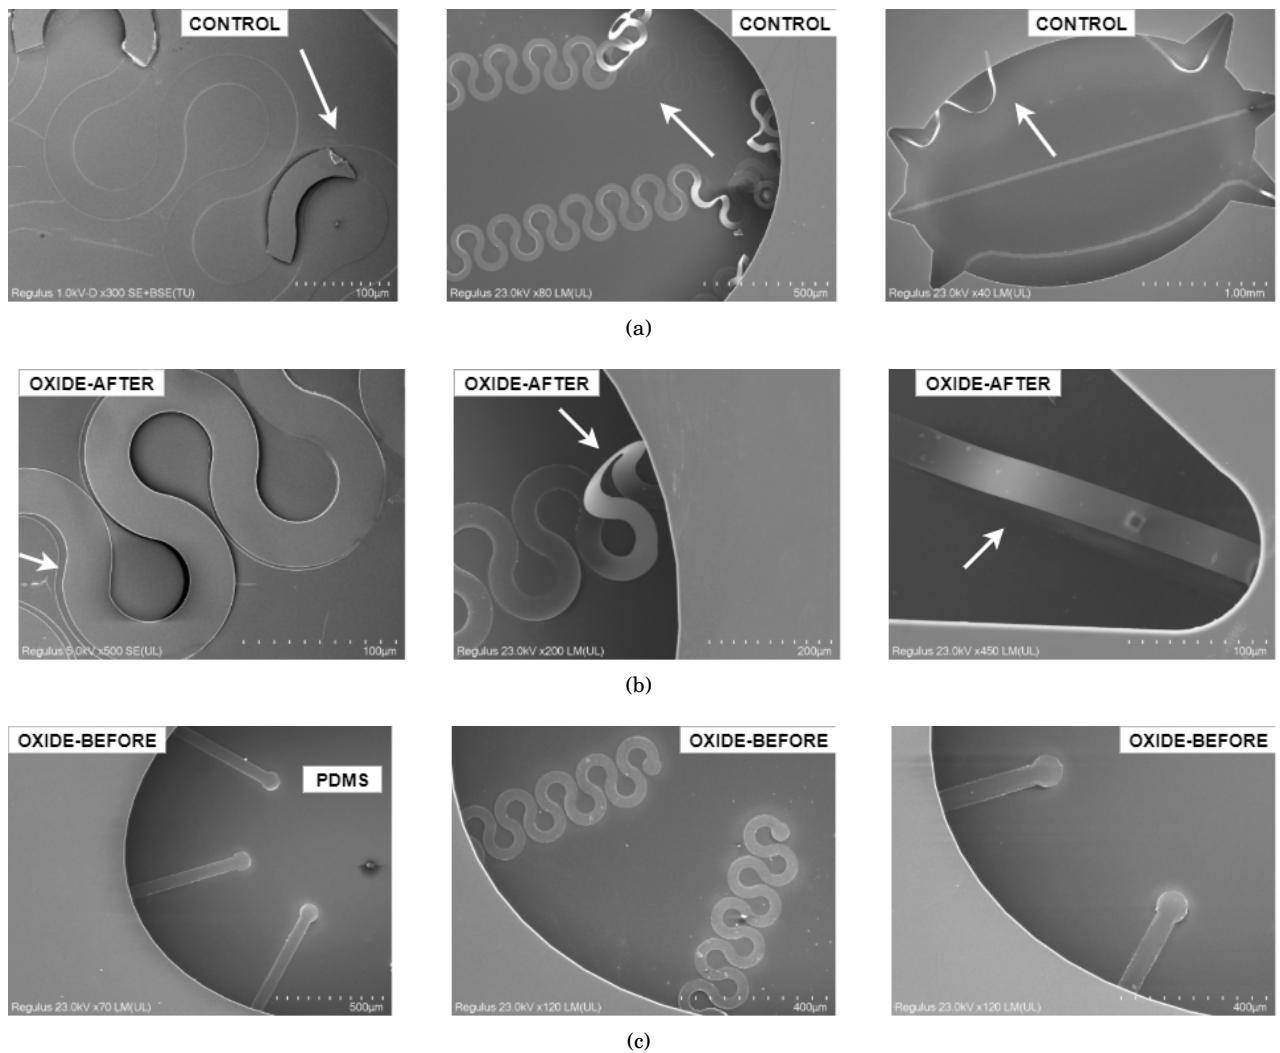 CONTROL
Regulus 1.0kV-D x300 SE+BSE(TU) 100µm
CONTROL
Regulus 23.0kV x80 LM(UL) 500µm
CONTROL
Regulus 23.0kV x40 LM(UL) 1.00mm
(a)
OXIDE-AFTER
Regulus 5.0kV x500 SE(UL) 100µm
OXIDE-AFTER
Regulus 23.0kV x200 LM(UL) 200µm
OXIDE-AFTER
Regulus 23.0kV x450 LM(UL) 100µm
(b)
OXIDE-BEFORE
PDMS
Regulus 23.0kV x70 LM(UL) 500µm
OXIDE-BEFORE
Regulus 23.0kV x120 LM(UL) 400µm
OXIDE-BEFORE
Regulus 23.0kV x120 LM(UL) 400µm
(c)